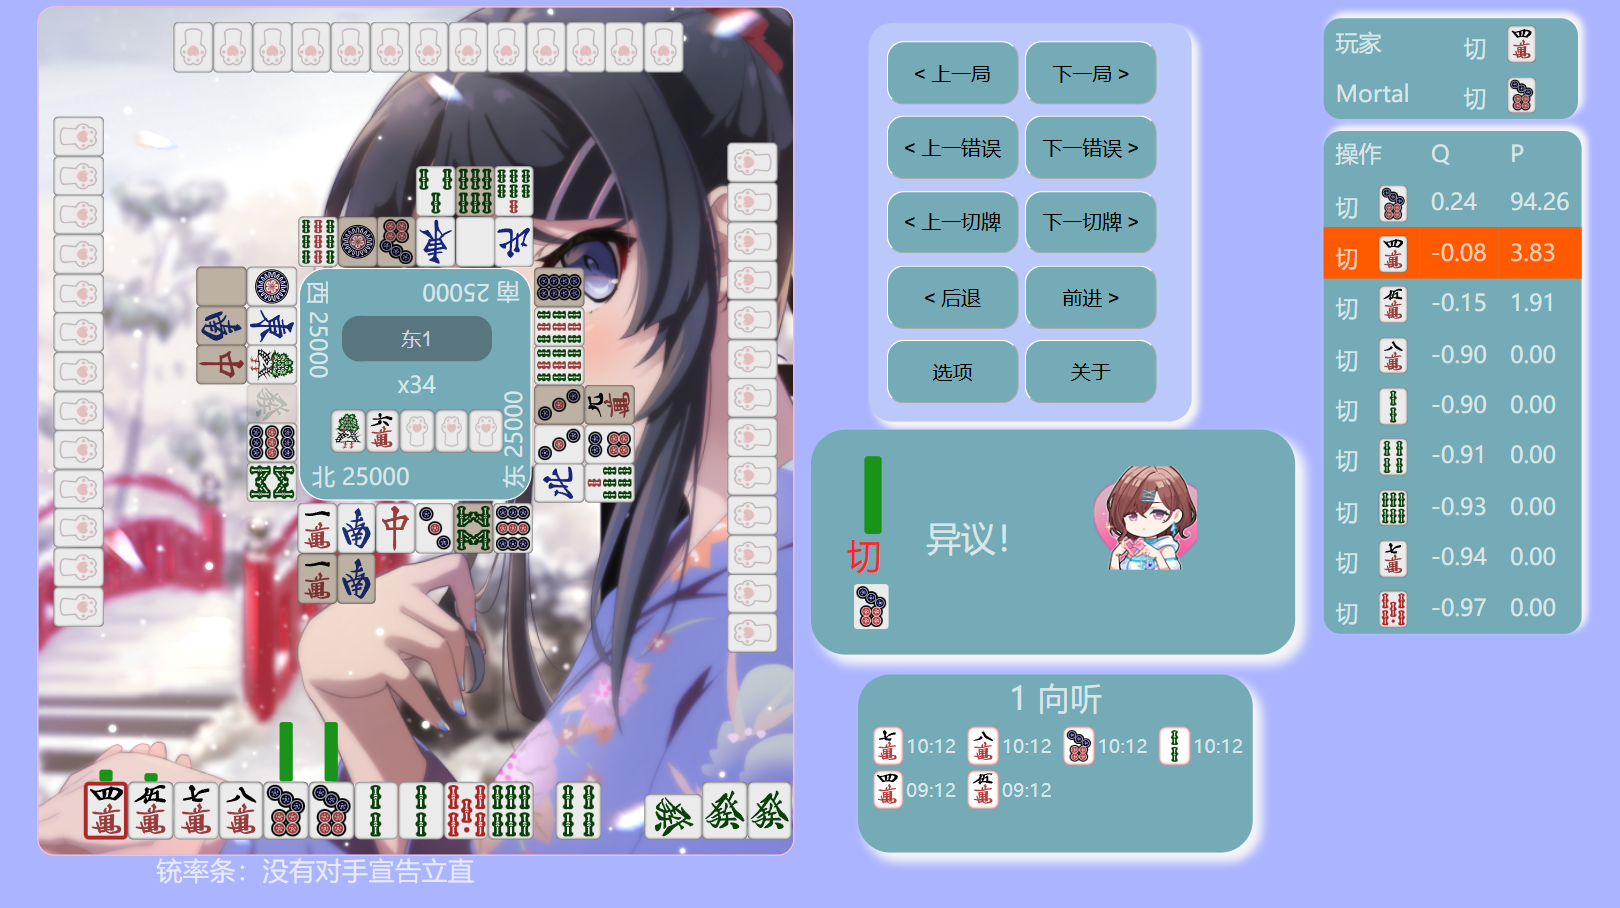 西 25000
南 25000
东1
x34
北 25000
东 25000
铳率条：没有对手宣告立直
< 上一局
下一局 >
< 上一错误
下一错误 >
< 上一切牌
下一切牌 >
< 后退
前进 >
选项
关于
切
异议！
1 向听
10:12 10:12 10:12 10:12
09:12 09:12
玩家 切
Mortal 切
操作 Q P
切 0.24 94.26
切 -0.08 3.83
切 -0.15 1.91
切 -0.90 0.00
切 -0.90 0.00
切 -0.91 0.00
切 -0.93 0.00
切 -0.94 0.00
切 -0.97 0.00